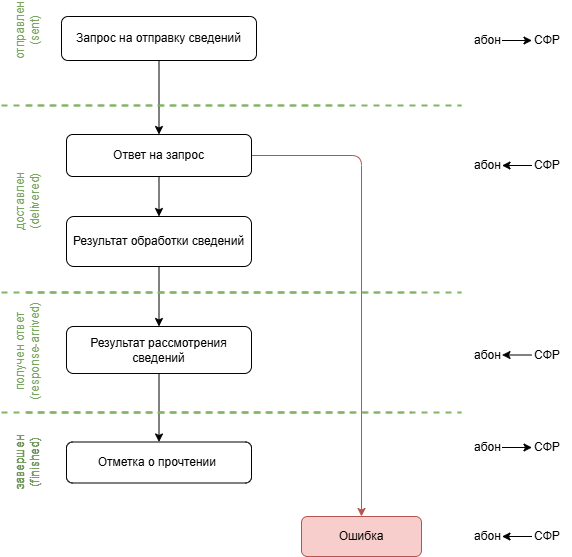 отправлен
(sent)
Запрос на отправку сведений
абон СФР
доставлен
(delivered)
Ответ на запрос
абон СФР
Результат обработки сведений
получен ответ
(response-arrived)
Результат рассмотрения
сведений
абон СФР
завершен
(finished)
Отметка о прочтении
абон СФР
Ошибка
абон СФР